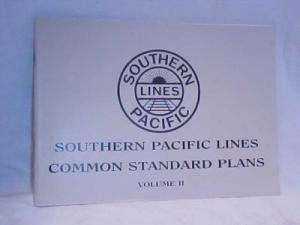 SOUTHERN
LINES
PACIFIC
SOUTHERN PACIFIC LINES
COMMON STANDARD PLANS
VOLUME II